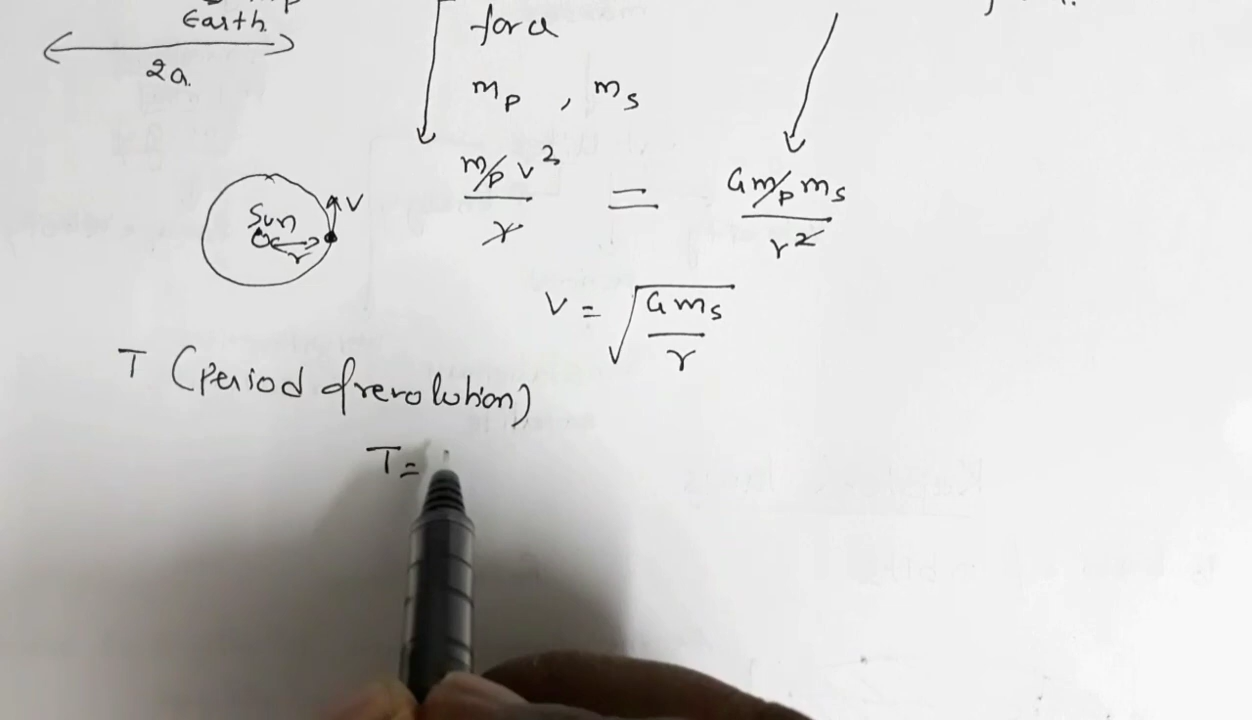 Earth
2a
force
mp , ms
mp v² / r = G mp ms / r²
Sun
r
V
V = √(G ms / r)
T (Period of revolution)
T =